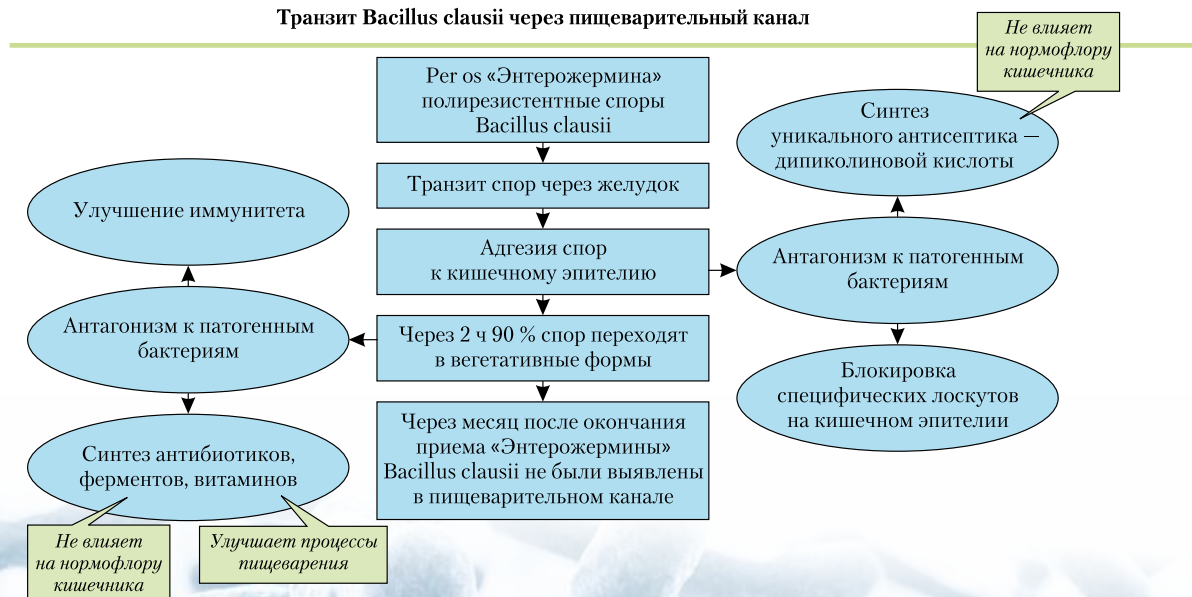 Транзит Bacillus clausii через пищеварительный канал
Не влияет
на нормофлору
кишечника
Per os «Энтерожермина»
полирезистентные споры
Bacillus clausii
Синтез
уникального антисептика –
дипиколиновой кислоты
Транзит спор через желудок
Улучшение иммунитета
Адгезия спор
к кишечному эпителию
Антагонизм к патогенным
бактериям
Антагонизм к патогенным
бактериям
Через 2 ч 90 % спор переходят
в вегетативные формы
Блокировка
специфических лоскутов
на кишечном эпителии
Через месяц после окончания
приема «Энтерожермины»
Bacillus clausii не были выявлены
в пищеварительном канале
Синтез антибиотиков,
ферментов, витаминов
Не влияет
на нормофлору
кишечника
Улучшает процессы
пищеварения